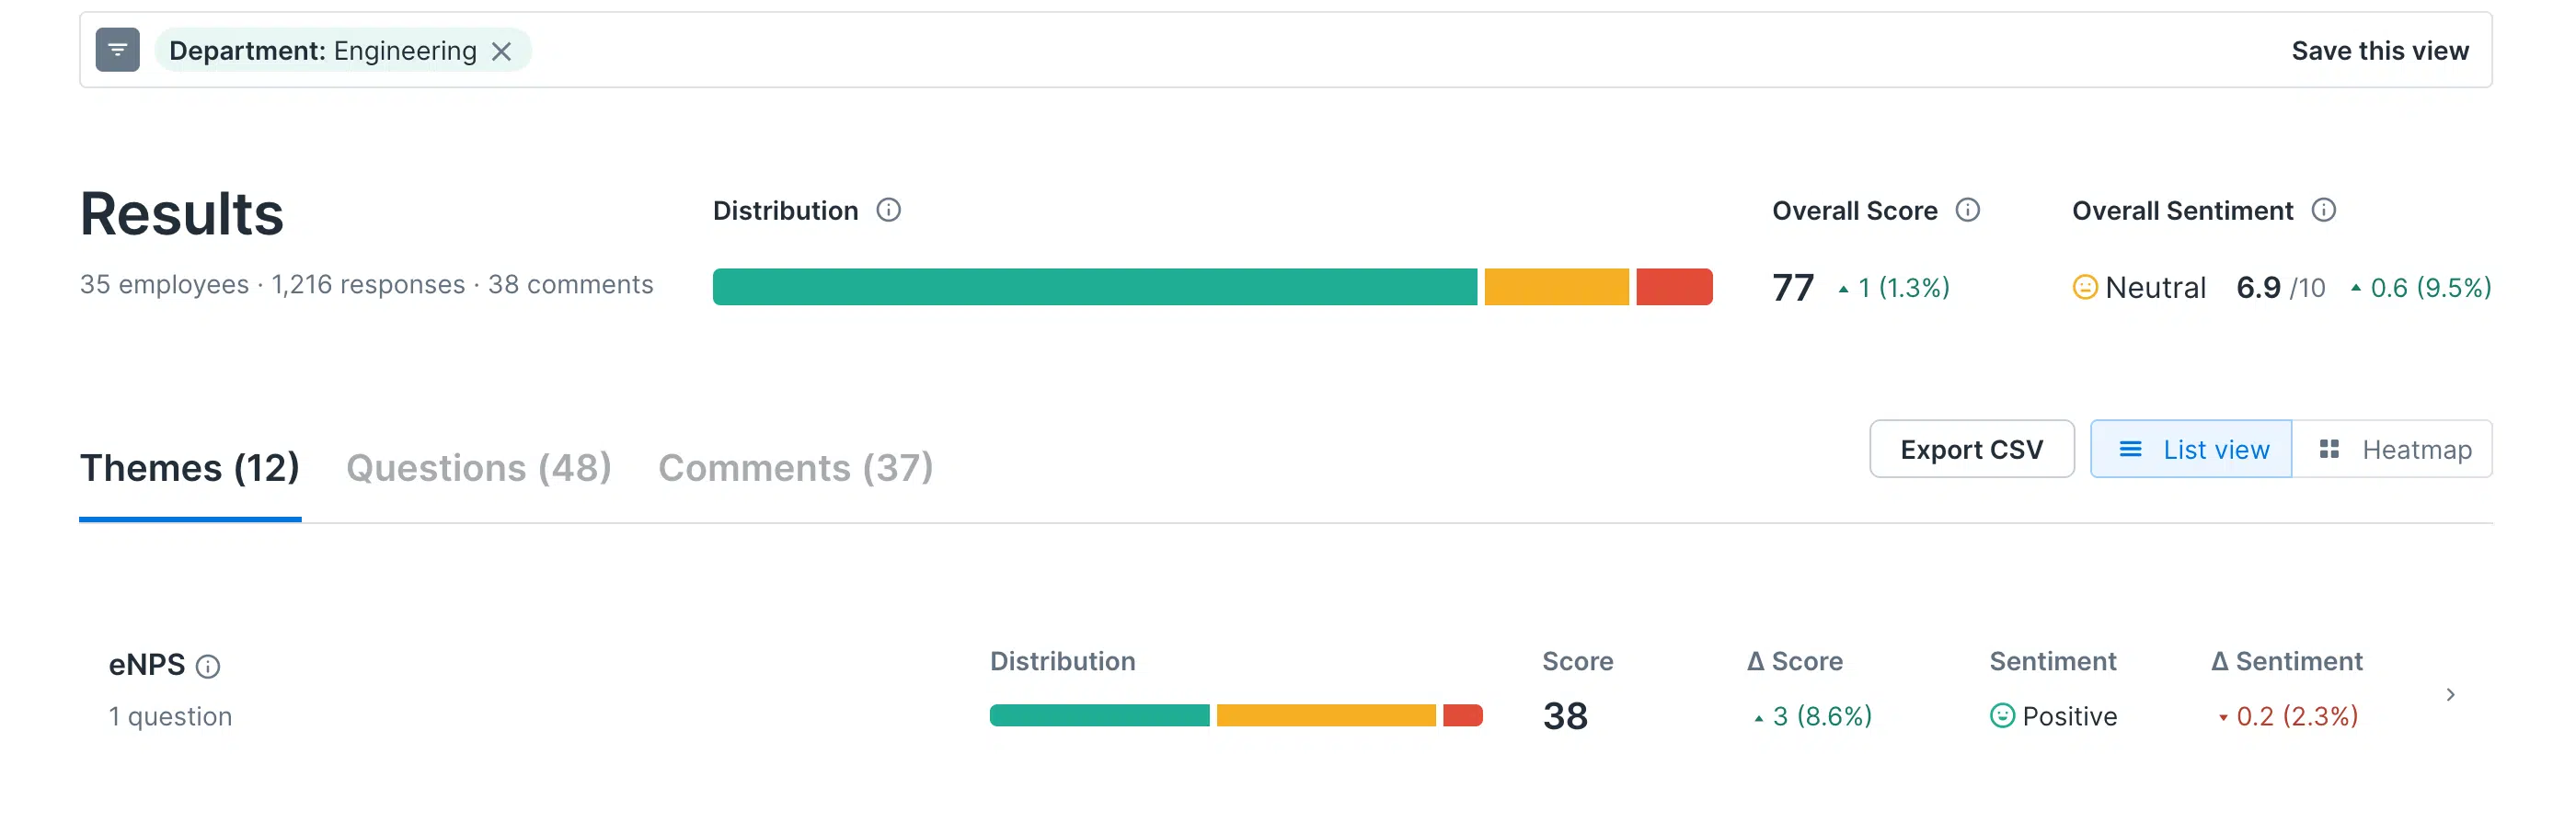 Department: Engineering
Save this view
Results
35 employees · 1,216 responses · 38 comments
Distribution
Overall Score
77 ▲ 1 (1.3%)
Overall Sentiment
Neutral 6.9 /10 ▲ 0.6 (9.5%)
Themes (12) Questions (48) Comments (37)
Export CSV
List view
Heatmap
eNPS
1 question
Distribution
Score
38
Δ Score
▲ 3 (8.6%)
Sentiment
Positive
Δ Sentiment
▼ 0.2 (2.3%)